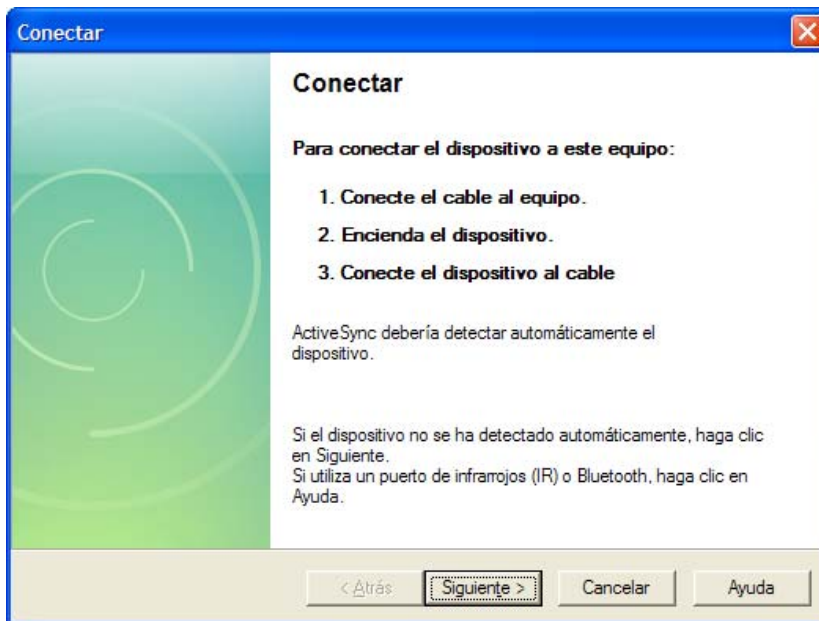 Conectar
Conectar
Para conectar el dispositivo a este equipo:
1. Conecte el cable al equipo.
2. Encienda el dispositivo.
3. Conecte el dispositivo al cable
ActiveSync debería detectar automáticamente el
dispositivo.
Si el dispositivo no se ha detectado automáticamente, haga clic
en Siguiente.
Si utiliza un puerto de infrarrojos (IR) o Bluetooth, haga clic en
Ayuda.
< Atrás Siguiente > Cancelar Ayuda